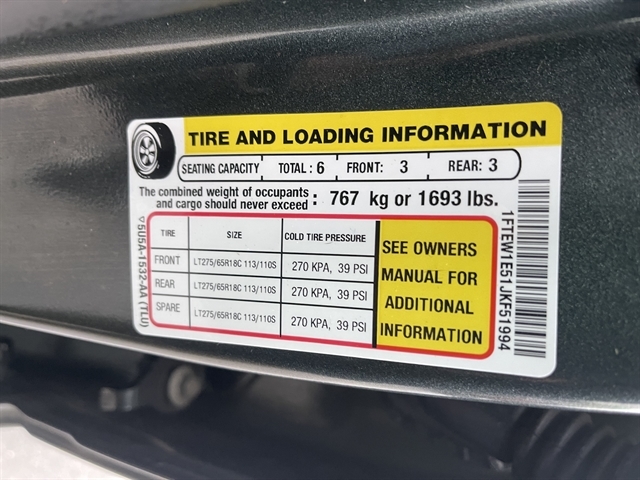 TIRE AND LOADING INFORMATION
SEATING CAPACITY TOTAL : 6 FRONT: 3 REAR: 3
The combined weight of occupants and cargo should never exceed : 767 kg or 1693 lbs.
TIRE SIZE COLD TIRE PRESSURE
FRONT LT275/65R18C 113/110S 270 KPA, 39 PSI
REAR LT275/65R18C 113/110S 270 KPA, 39 PSI
SPARE LT275/65R18C 113/110S 270 KPA, 39 PSI
SEE OWNERS
MANUAL FOR
ADDITIONAL
INFORMATION
5U5A-1532-AA (TLU)
1FTEW1E51JKF51994